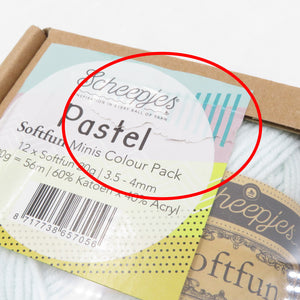 Scheepjes
INSPIRATION IN EVERY BALL OF YARN
Pastel
Softfun Minis Colour Pack
12 x Softfun 20g | 3.5 - 4mm
20g = 56m | 60% Katoen x 40% Acryl
8717738657056
Scheepjes
Softfun